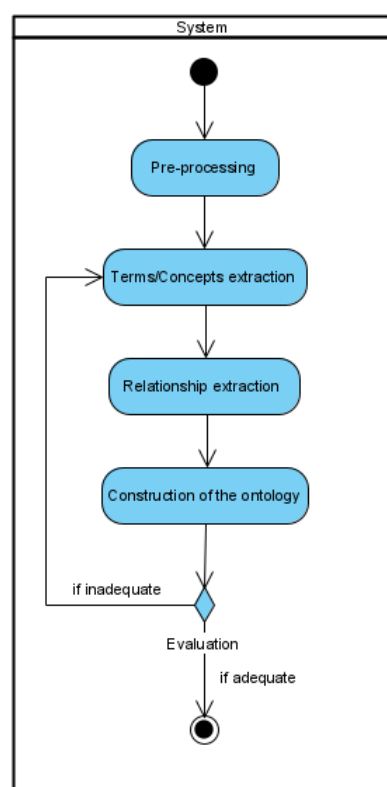 System
Pre-processing
Terms/Concepts extraction
Relationship extraction
Construction of the ontology
if inadequate
Evaluation
if adequate